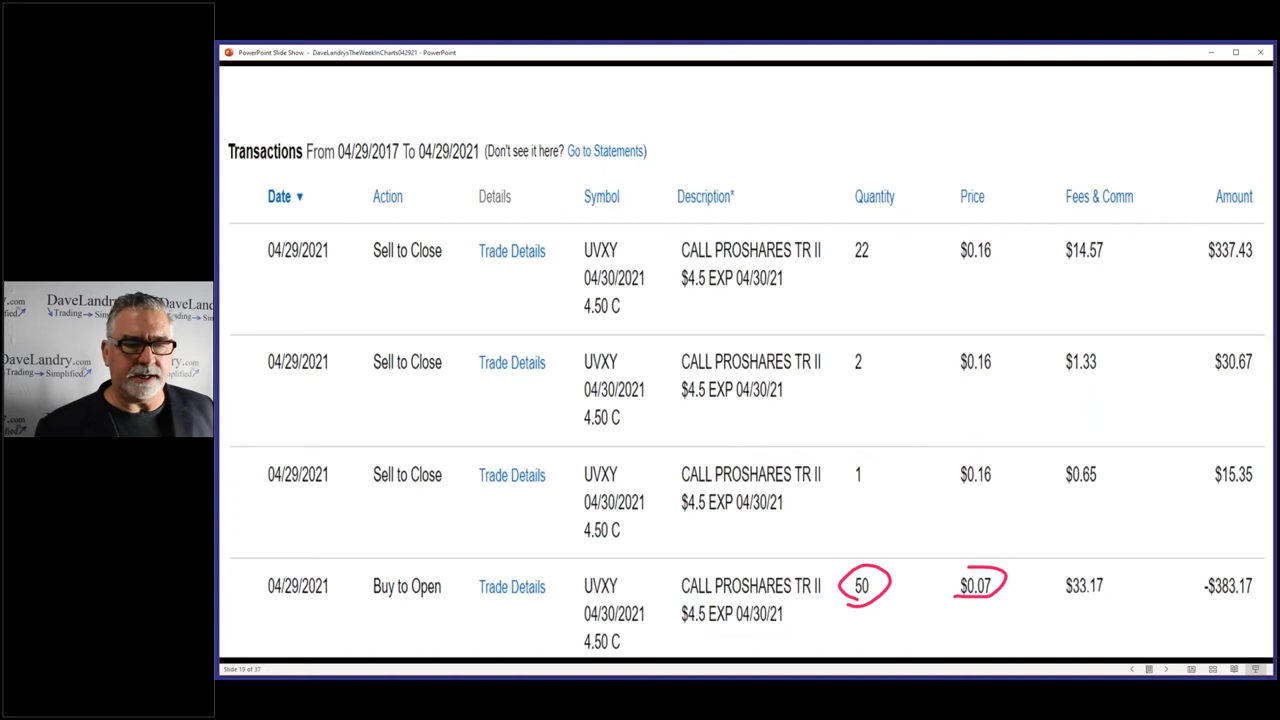 PowerPoint Slide Show - DaveLandrysTheWeekInCharts042921 - PowerPoint
Transactions From 04/29/2017 To 04/29/2021 (Don't see it here? Go to Statements)
Date ▼ Action Details Symbol Description* Quantity Price Fees & Comm Amount
04/29/2021 Sell to Close Trade Details UVXY CALL PROSHARES TR II 22 $0.16 $14.57 $337.43
04/30/2021 $4.5 EXP 04/30/21
4.50 C
04/29/2021 Sell to Close Trade Details UVXY CALL PROSHARES TR II 2 $0.16 $1.33 $30.67
04/30/2021 $4.5 EXP 04/30/21
4.50 C
04/29/2021 Sell to Close Trade Details UVXY CALL PROSHARES TR II 1 $0.16 $0.65 $15.35
04/30/2021 $4.5 EXP 04/30/21
4.50 C
04/29/2021 Buy to Open Trade Details UVXY CALL PROSHARES TR II 50 $0.07 $33.17 -$383.17
04/30/2021 $4.5 EXP 04/30/21
4.50 C
Slide 19 of 37
DaveLandry.com
Trading Simplified
DaveLandry.com
Trading Simplified